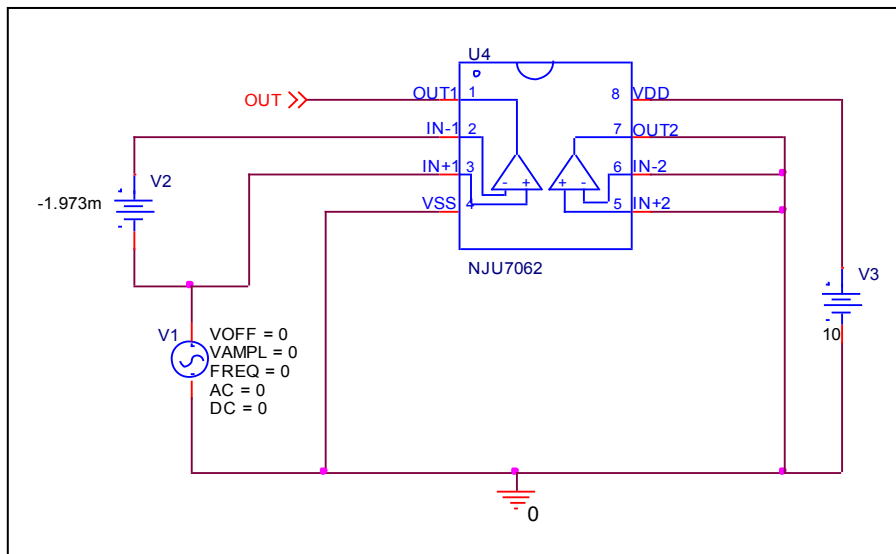 U4
OUT
OUT1 1
8 VDD
IN-1 2
7 OUT2
IN+1 3
6 IN-2
VSS 4
5 IN+2
- +
+ -
NJU7062
V2
-1.973m
V3
10
V1
VOFF = 0
VAMPL = 0
FREQ = 0
AC = 0
DC = 0
0